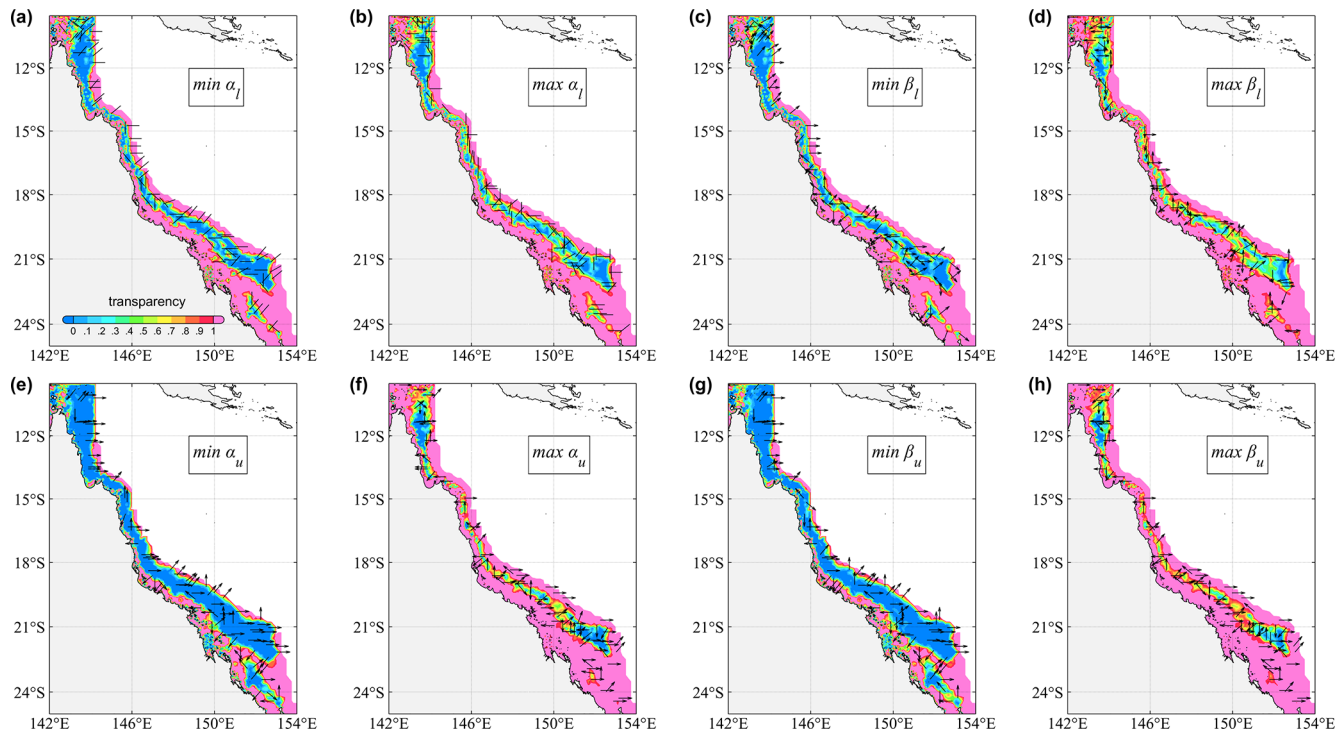 (a)
(b)
(c)
(d)
12°S
15°S
18°S
21°S
24°S
min α_l
transparency
0 .1 .2 .3 .4 .5 .6 .7 .8 .9 1
142°E 146°E 150°E 154°E
12°S
15°S
18°S
21°S
24°S
max α_l
142°E 146°E 150°E 154°E
12°S
15°S
18°S
21°S
24°S
min β_l
142°E 146°E 150°E 154°E
12°S
15°S
18°S
21°S
24°S
max β_l
142°E 146°E 150°E 154°E
(e)
(f)
(g)
(h)
12°S
15°S
18°S
21°S
24°S
min α_u
142°E 146°E 150°E 154°E
12°S
15°S
18°S
21°S
24°S
max α_u
142°E 146°E 150°E 154°E
12°S
15°S
18°S
21°S
24°S
min β_u
142°E 146°E 150°E 154°E
12°S
15°S
18°S
21°S
24°S
max β_u
142°E 146°E 150°E 154°E